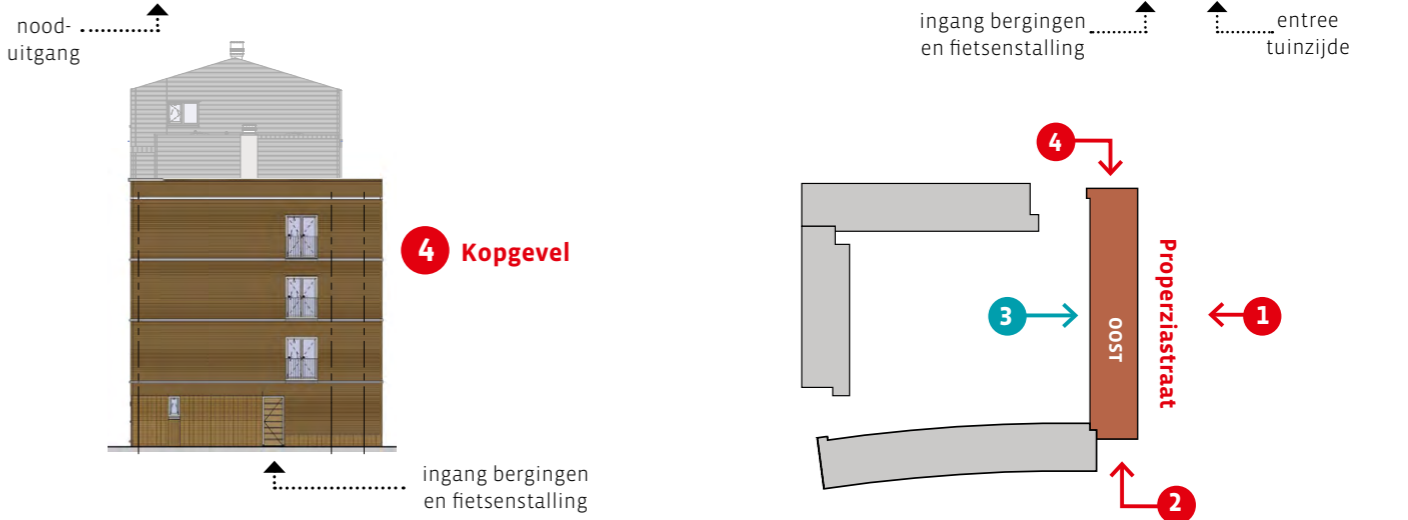 nood-
uitgang
ingang bergingen
en fietsenstalling
entree
tuinzijde
4 Kopgevel
ingang bergingen
en fietsenstalling
4
3
OOST
Properziastraat
1
2